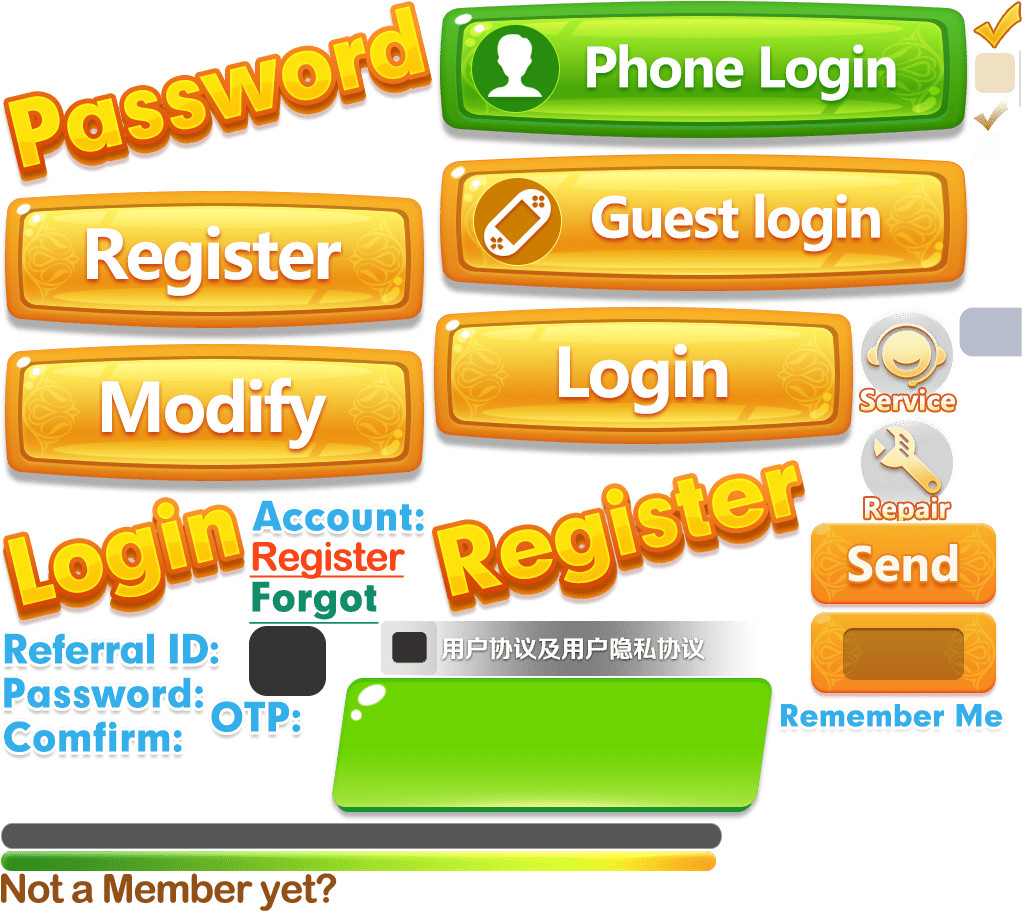 Password
Phone Login
Register
Guest login
Modify
Login
Service
Repair
Login
Account:
Register
Forgot
Register
Send
Referral ID:
用户协议及用户隐私协议
Password:
OTP:
Comfirm:
Remember Me
Not a Member yet?